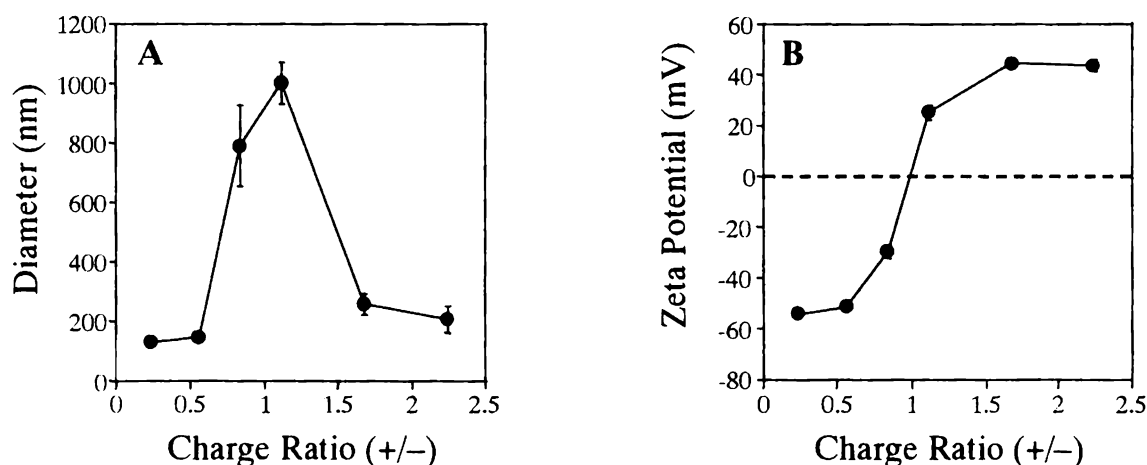 A
Diameter (nm)
1200
1000
800
600
400
200
0
0 0.5 1 1.5 2 2.5
Charge Ratio (+/–)
B
Zeta Potential (mV)
60
40
20
0
-20
-40
-60
-80
0 0.5 1 1.5 2 2.5
Charge Ratio (+/–)